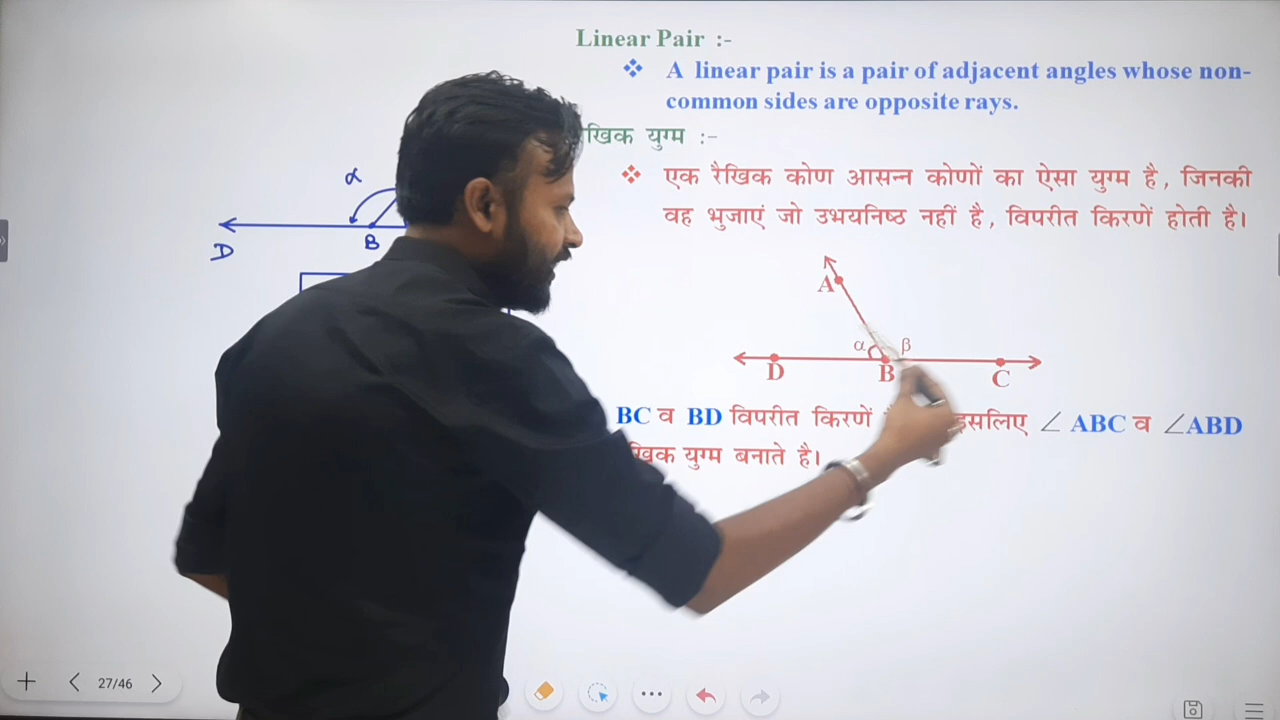 Linear Pair :-
❖ A linear pair is a pair of adjacent angles whose non-
common sides are opposite rays.
युग्म :-
❖ एक रैखिक कोण आसन्न कोणों का ऐसा युग्म है, जिनकी
वह भुजाएं जो उभयनिष्ठ नहीं है, विपरीत किरणें होती है।
α
D B
A
α β
D B C
BC व BD विपरीत किरणें इसलिए ∠ ABC व ∠ABD
युग्म बनाते है।
27/46